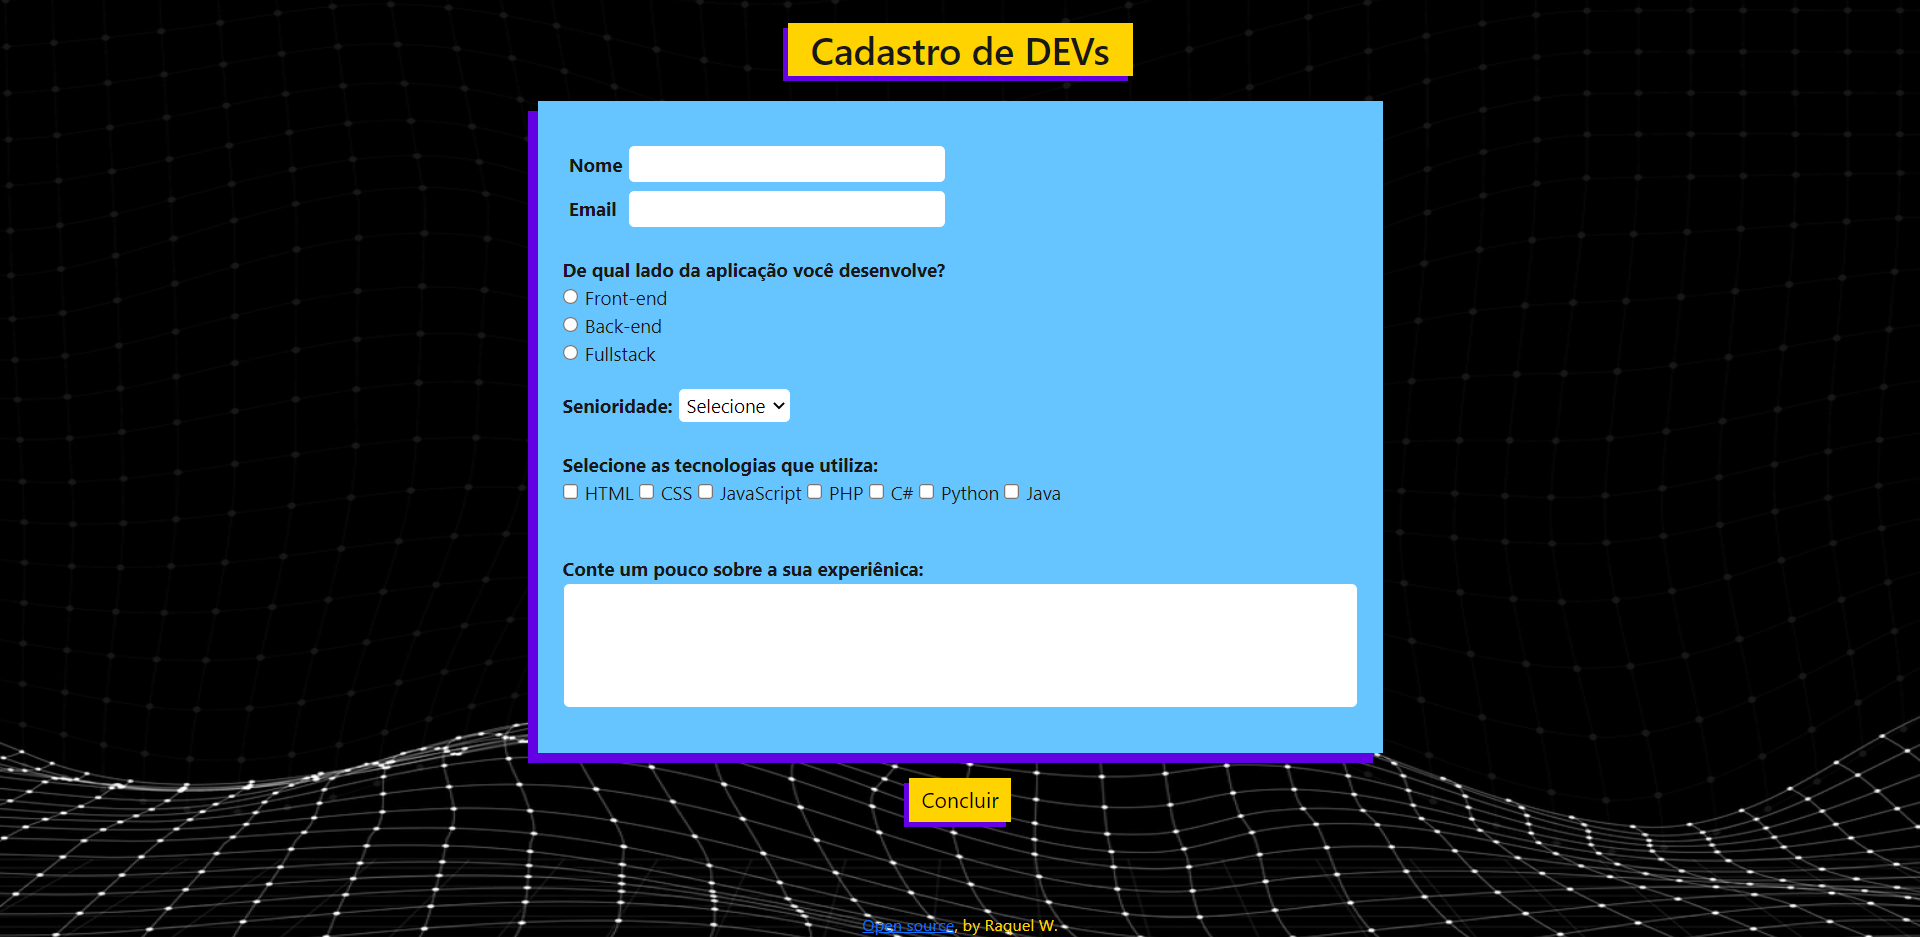 Cadastro de DEVs
Nome
Email
De qual lado da aplicação você desenvolve?
Front-end
Back-end
Fullstack
Senioridade: Selecione
Selecione as tecnologias que utiliza:
HTML CSS JavaScript PHP C# Python Java
Conte um pouco sobre a sua experiênica:
Concluir
Open source, by Raquel W.